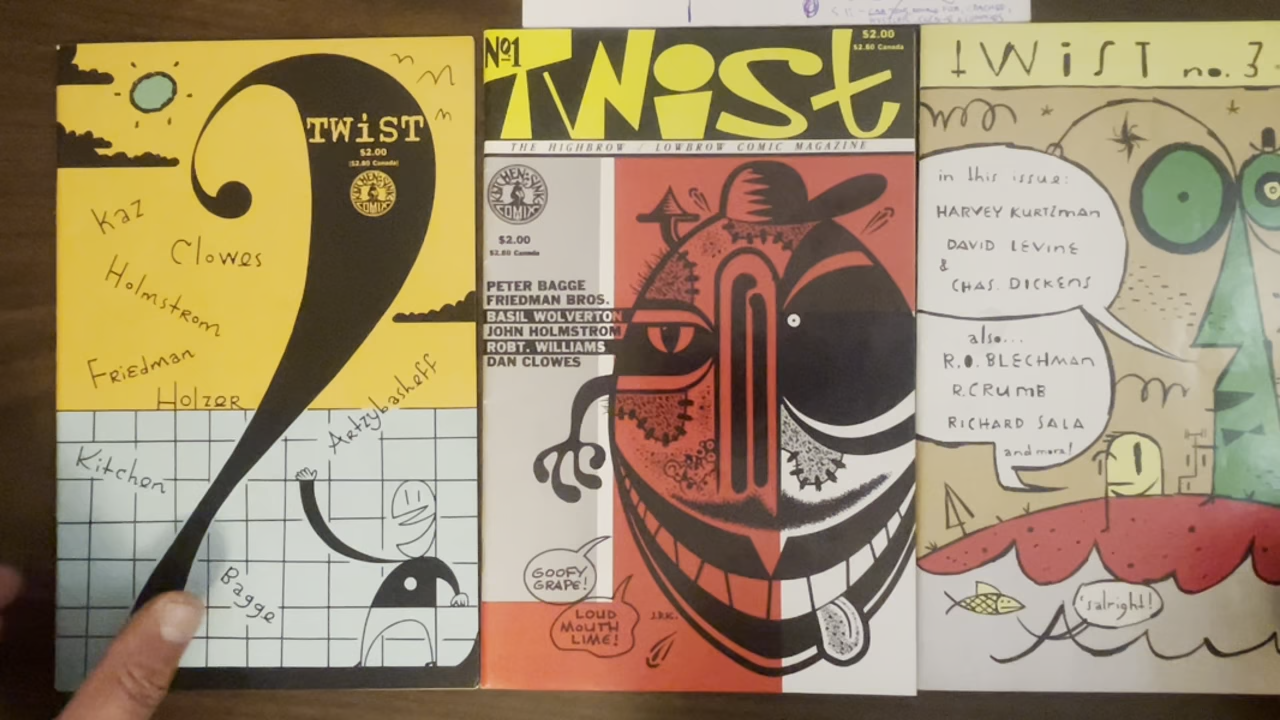 TWiST
$2.00
($2.80 Canada)
KITCHEN SINK
COMIX
Kaz
Clowes
Holmstrom
Friedman
Holzer
Artzybasheff
Kitchen
Bagge
No1
$2.00
$2.80 Canada
TWiSt
THE HIGHBROW / LOWBROW COMIC MAGAZINE
KITCHEN SINK
COMIX
$2.00
$2.80 Canada
PETER BAGGE
FRIEDMAN BROS.
BASIL WOLVERTON
JOHN HOLMSTROM
ROBT. WILLIAMS
DAN CLOWES
GOOFY
GRAPE!
LOUD
MOUTH
LIME!
J.D.K.
TWiST no. 3
in this issue:
HARVEY KURTZMAN
DAVID LEVINE
&
CHAS. DICKENS
also...
R.O. BLECHMAN
R.CRUMB
RICHARD SALA
and more!
'salright!